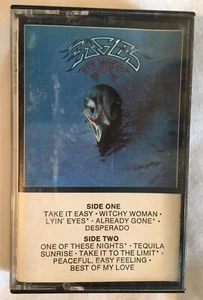 EAGLES
SIDE ONE
TAKE IT EASY • WITCHY WOMAN •
LYIN' EYES* • ALREADY GONE* •
DESPERADO
SIDE TWO
ONE OF THESE NIGHTS* • TEQUILA
SUNRISE • TAKE IT TO THE LIMIT* •
PEACEFUL, EASY FEELING •
BEST OF MY LOVE